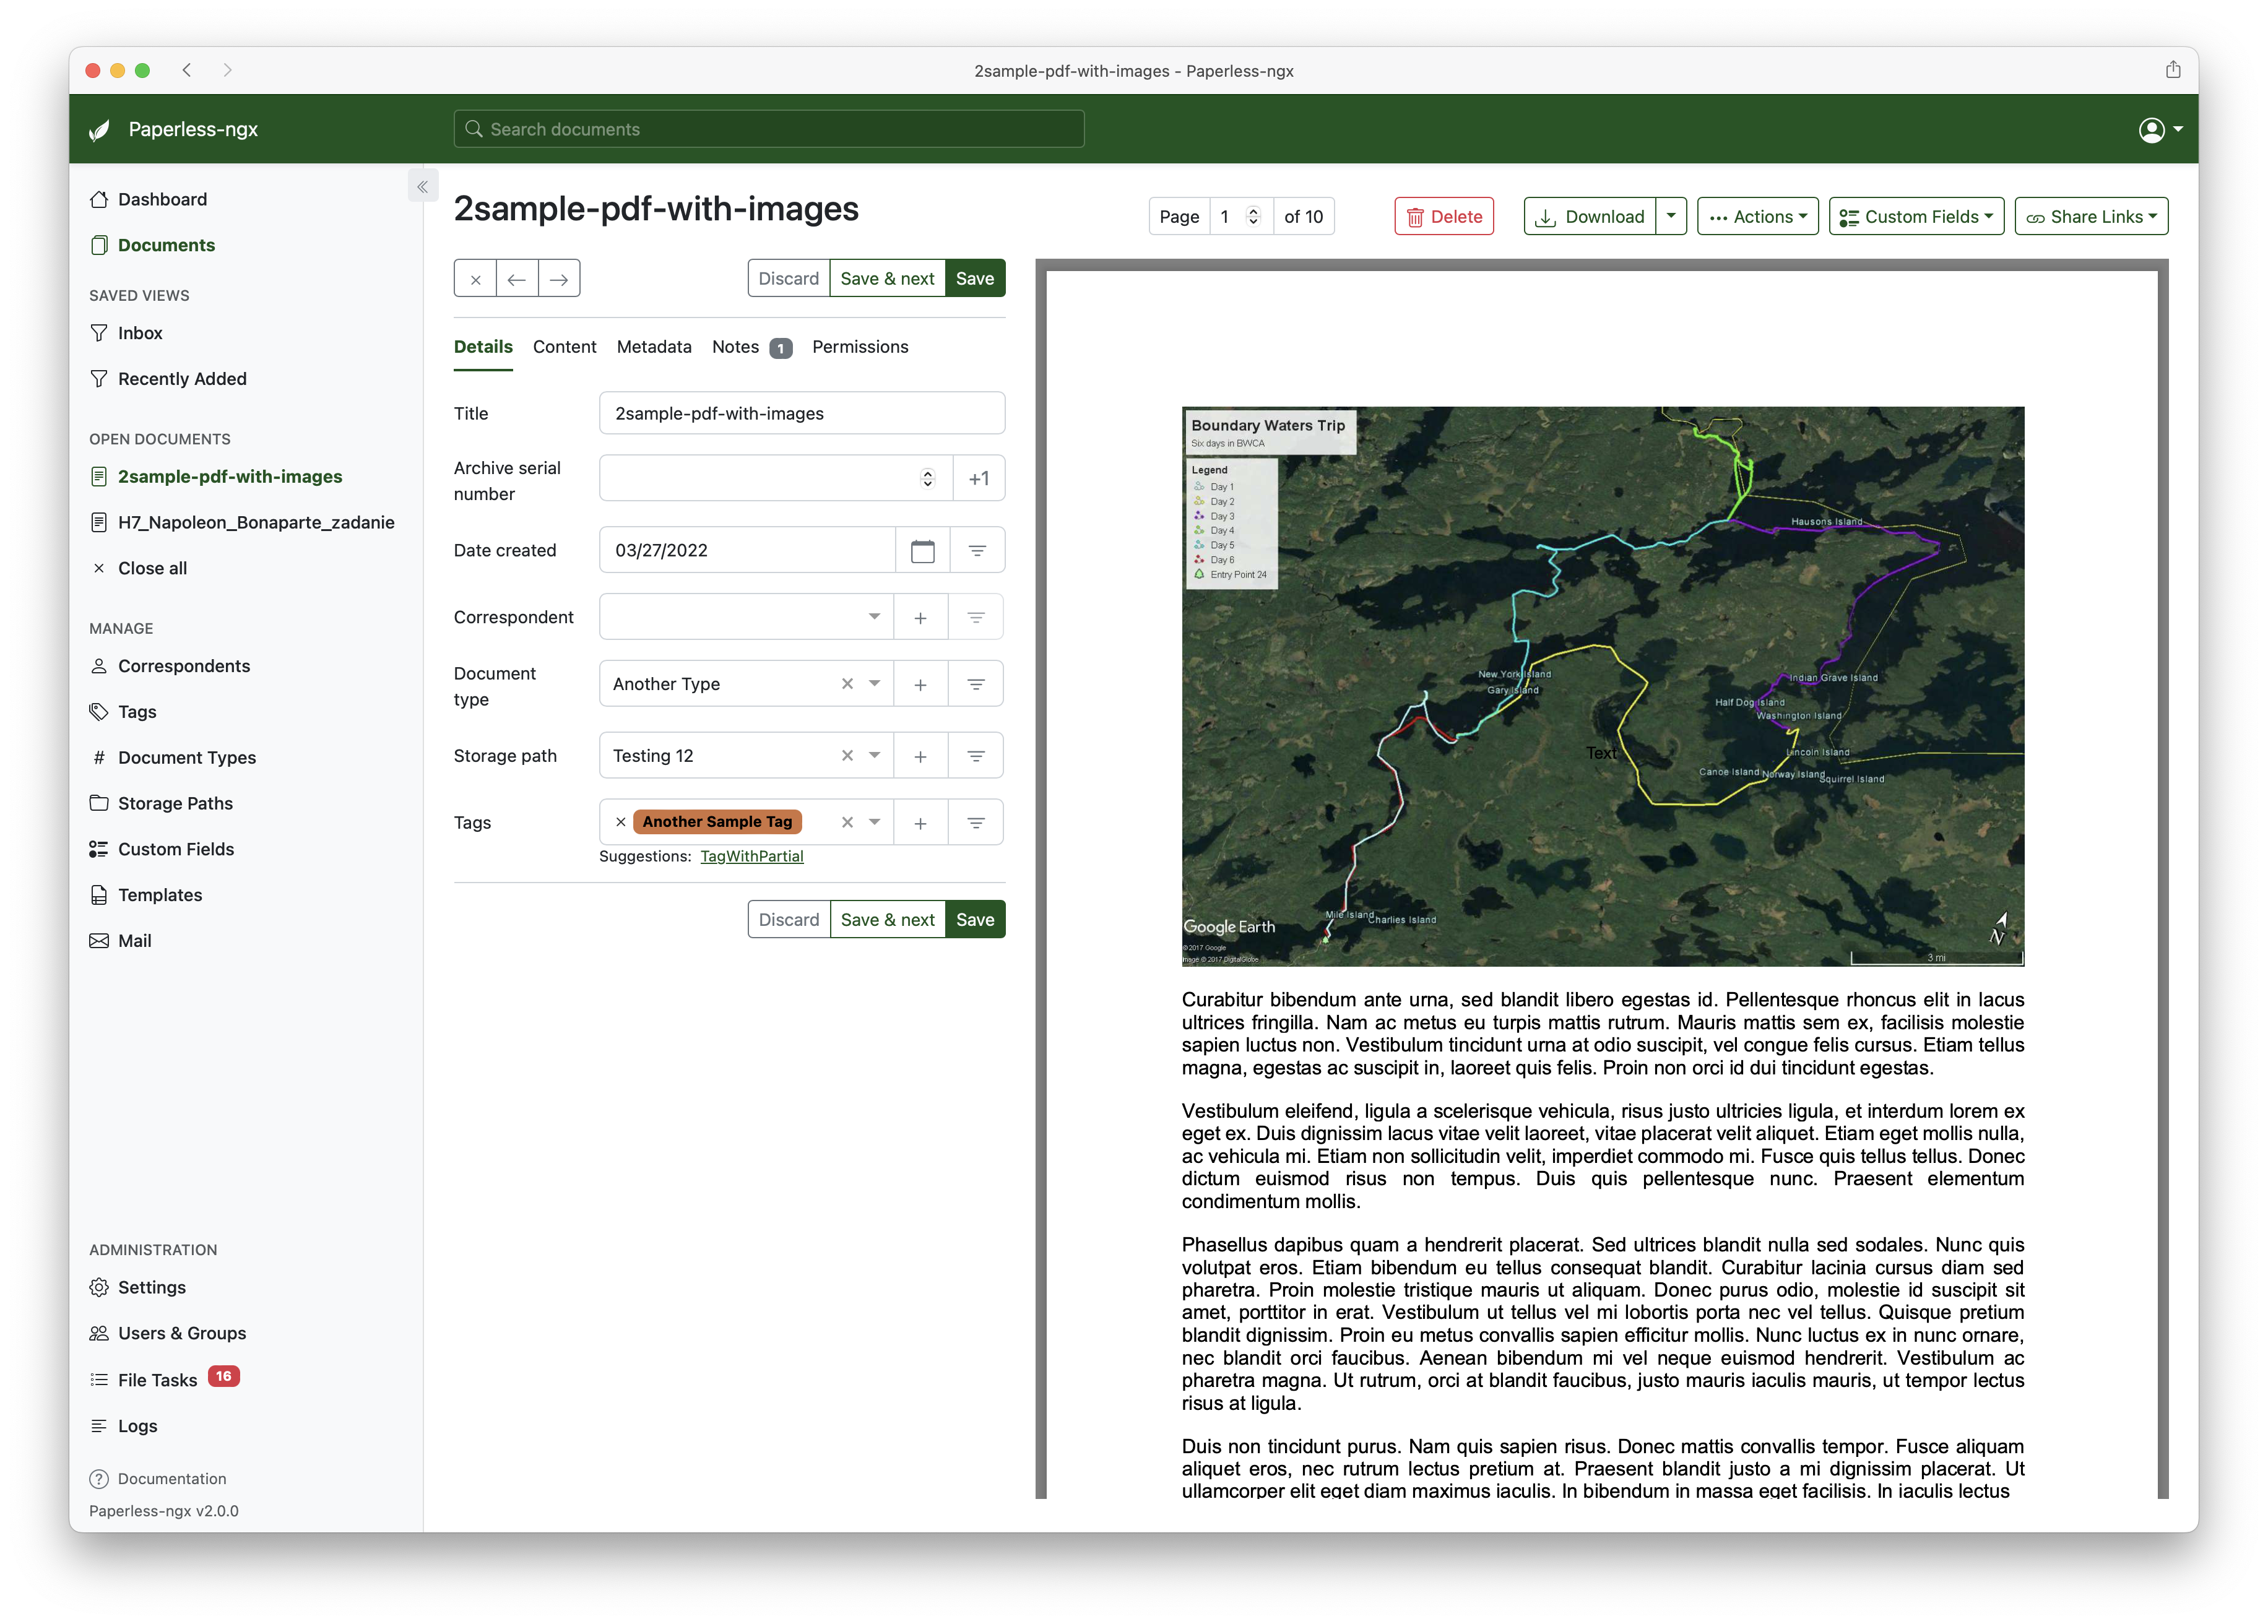 2sample-pdf-with-images - Paperless-ngx
Paperless-ngx
Search documents
Dashboard
Documents
SAVED VIEWS
Inbox
Recently Added
OPEN DOCUMENTS
2sample-pdf-with-images
H7_Napoleon_Bonaparte_zadanie
Close all
MANAGE
Correspondents
Tags
Document Types
Storage Paths
Custom Fields
Templates
Mail
ADMINISTRATION
Settings
Users & Groups
File Tasks 16
Logs
Documentation
Paperless-ngx v2.0.0
2sample-pdf-with-images
Page 1 of 10
Delete
Download
Actions
Custom Fields
Share Links
Discard Save & next Save
Details Content Metadata Notes 1 Permissions
Title 2sample-pdf-with-images
Archive serial
number
+1
Date created 03/27/2022
Correspondent
Document
type
Another Type
Storage path Testing 12
Tags Another Sample Tag
Suggestions: TagWithPartial
Discard Save & next Save
Boundary Waters Trip
Six days in BWCA
Legend
Day 1
Day 2
Day 3
Day 4
Day 5
Day 6
Entry Point 24
Hausons Island
New York Island
Gary Island
Indian Grave Island
Half Dog Island
Washington Island
Text
Lincoln Island
Canoe Island
Norway Island
Squirrel Island
Mile Island
Charlies Island
Google Earth
© 2017 Google
Image © 2017 DigitalGlobe
N
3 mi
Curabitur bibendum ante urna, sed blandit libero egestas id. Pellentesque rhoncus elit in lacus
ultrices fringilla. Nam ac metus eu turpis mattis rutrum. Mauris mattis sem ex, facilisis molestie
sapien luctus non. Vestibulum tincidunt urna at odio suscipit, vel congue felis cursus. Etiam tellus
magna, egestas ac suscipit in, laoreet quis felis. Proin non orci id dui tincidunt egestas.
Vestibulum eleifend, ligula a scelerisque vehicula, risus justo ultricies ligula, et interdum lorem ex
eget ex. Duis dignissim lacus vitae velit laoreet, vitae placerat velit aliquet. Etiam eget mollis nulla,
ac vehicula mi. Etiam non sollicitudin velit, imperdiet commodo mi. Fusce quis tellus tellus. Donec
dictum euismod risus non tempus. Duis quis pellentesque nunc. Praesent elementum
condimentum mollis.
Phasellus dapibus quam a hendrerit placerat. Sed ultrices blandit nulla sed sodales. Nunc quis
volutpat eros. Etiam bibendum eu tellus consequat blandit. Curabitur lacinia cursus diam sed
pharetra. Proin molestie tristique mauris ut aliquam. Donec purus odio, molestie id suscipit sit
amet, porttitor in erat. Vestibulum ut tellus vel mi lobortis porta nec vel tellus. Quisque pretium
blandit dignissim. Proin eu metus convallis sapien efficitur mollis. Nunc luctus ex in nunc ornare,
nec blandit orci faucibus. Aenean bibendum mi vel neque euismod hendrerit. Vestibulum ac
pharetra magna. Ut rutrum, orci at blandit faucibus, justo mauris iaculis mauris, ut tempor lectus
risus at ligula.
Duis non tincidunt purus. Nam quis sapien risus. Donec mattis convallis tempor. Fusce aliquam
aliquet eros, nec rutrum lectus pretium at. Praesent blandit justo a mi dignissim placerat. Ut
ullamcorper elit eget diam maximus iaculis. In bibendum in massa eget facilisis. In iaculis lectus